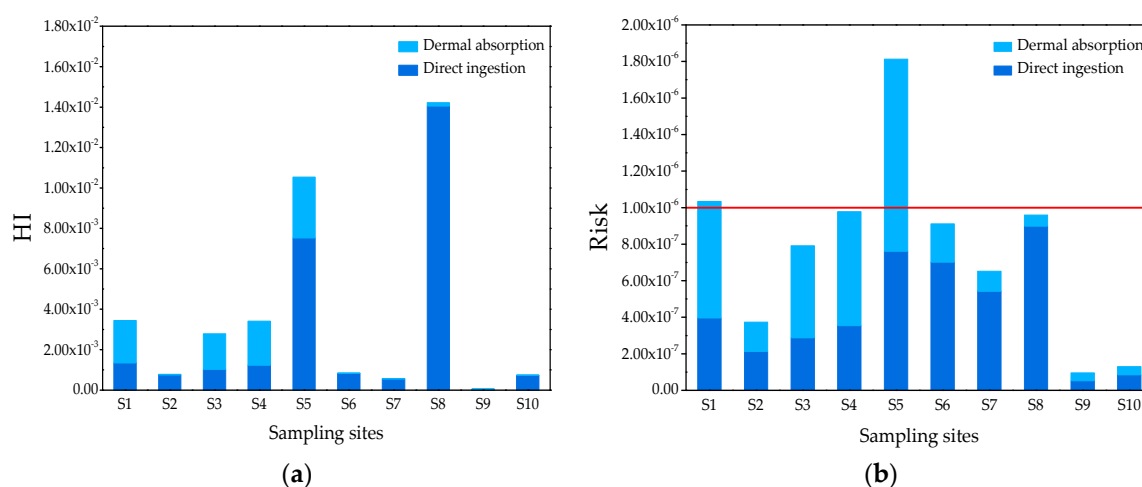 1.80x10⁻²
1.60x10⁻²
1.40x10⁻²
1.20x10⁻²
1.00x10⁻²
8.00x10⁻³
6.00x10⁻³
4.00x10⁻³
2.00x10⁻³
0.00
HI
Dermal absorption
Direct ingestion
S1 S2 S3 S4 S5 S6 S7 S8 S9 S10
Sampling sites
(a)
2.00x10⁻⁶
1.80x10⁻⁶
1.60x10⁻⁶
1.40x10⁻⁶
1.20x10⁻⁶
1.00x10⁻⁶
8.00x10⁻⁷
6.00x10⁻⁷
4.00x10⁻⁷
2.00x10⁻⁷
0.00
Risk
Dermal absorption
Direct ingestion
S1 S2 S3 S4 S5 S6 S7 S8 S9 S10
Sampling sites
(b)